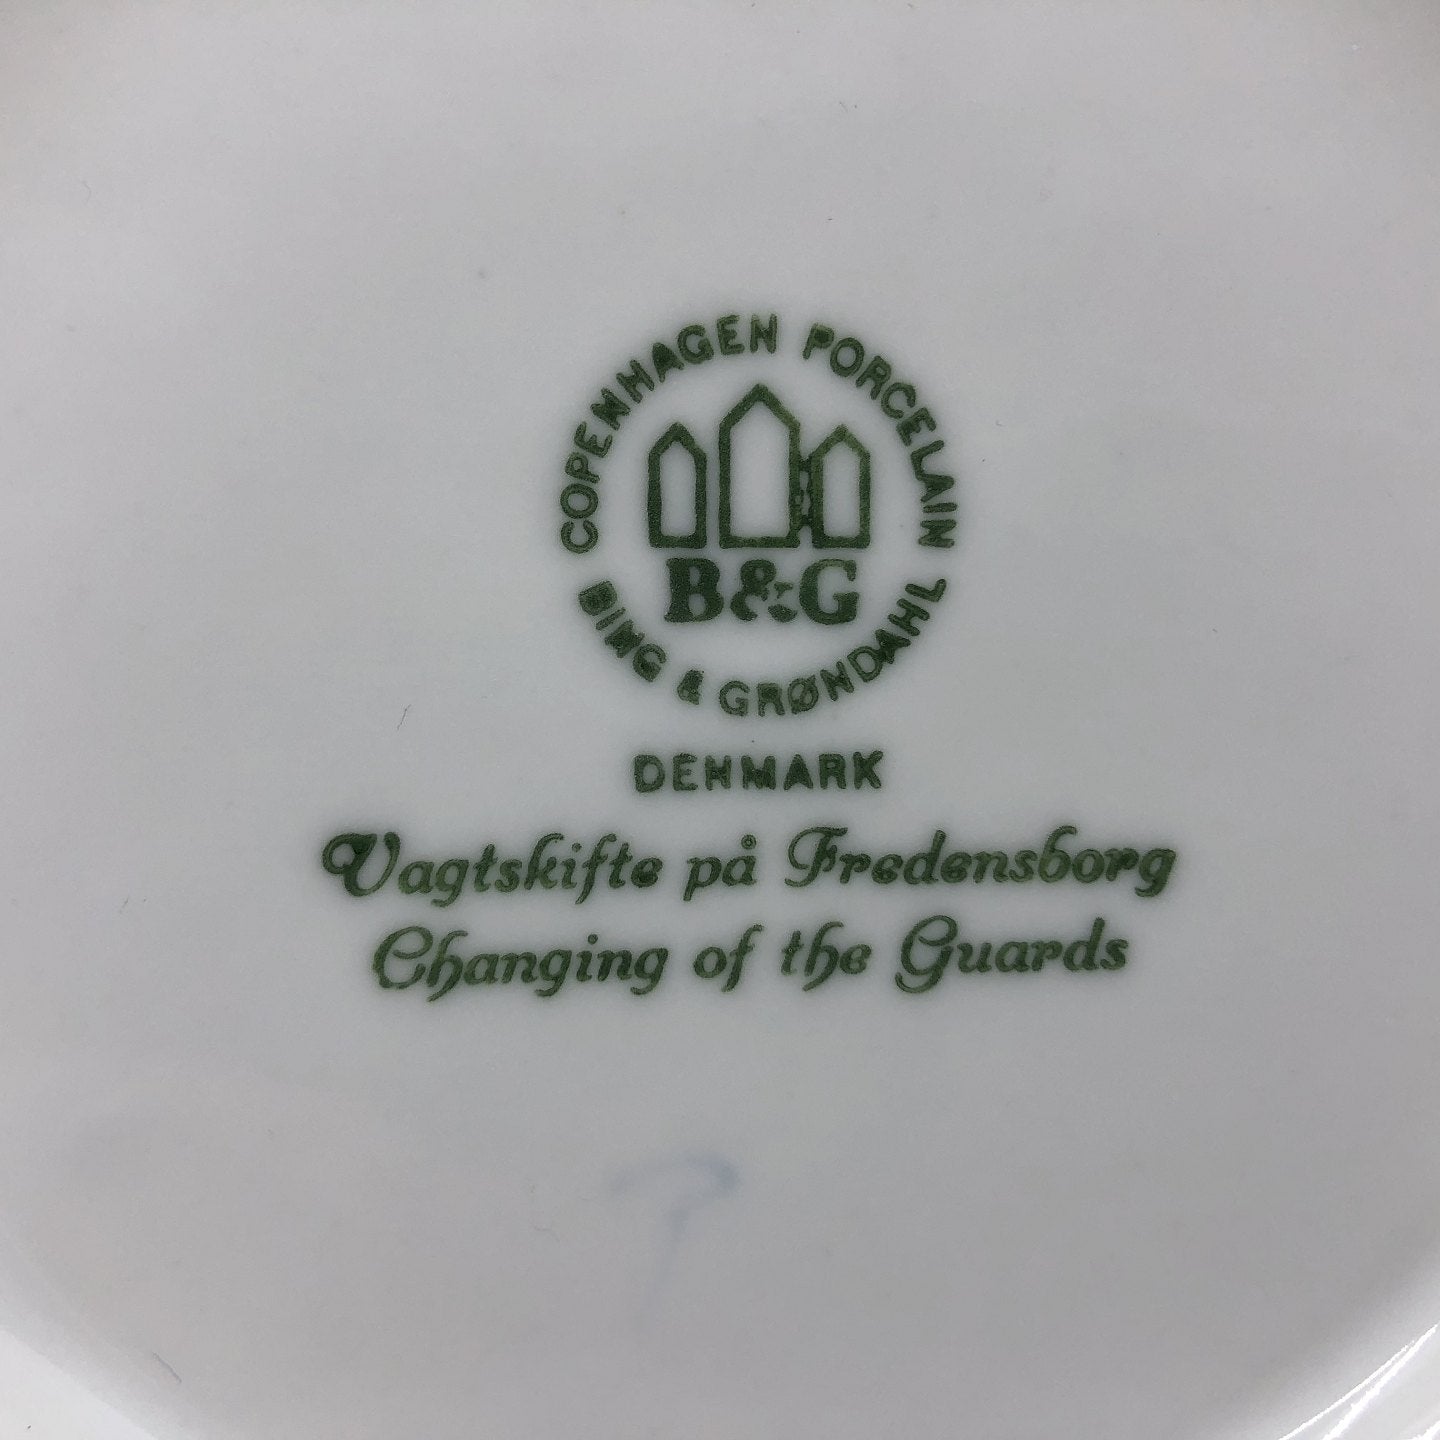 COPENHAGEN PORCELAIN
B&G
BING & GRØNDAHL
DENMARK
Vagtskifte på Fredensborg
Changing of the Guards